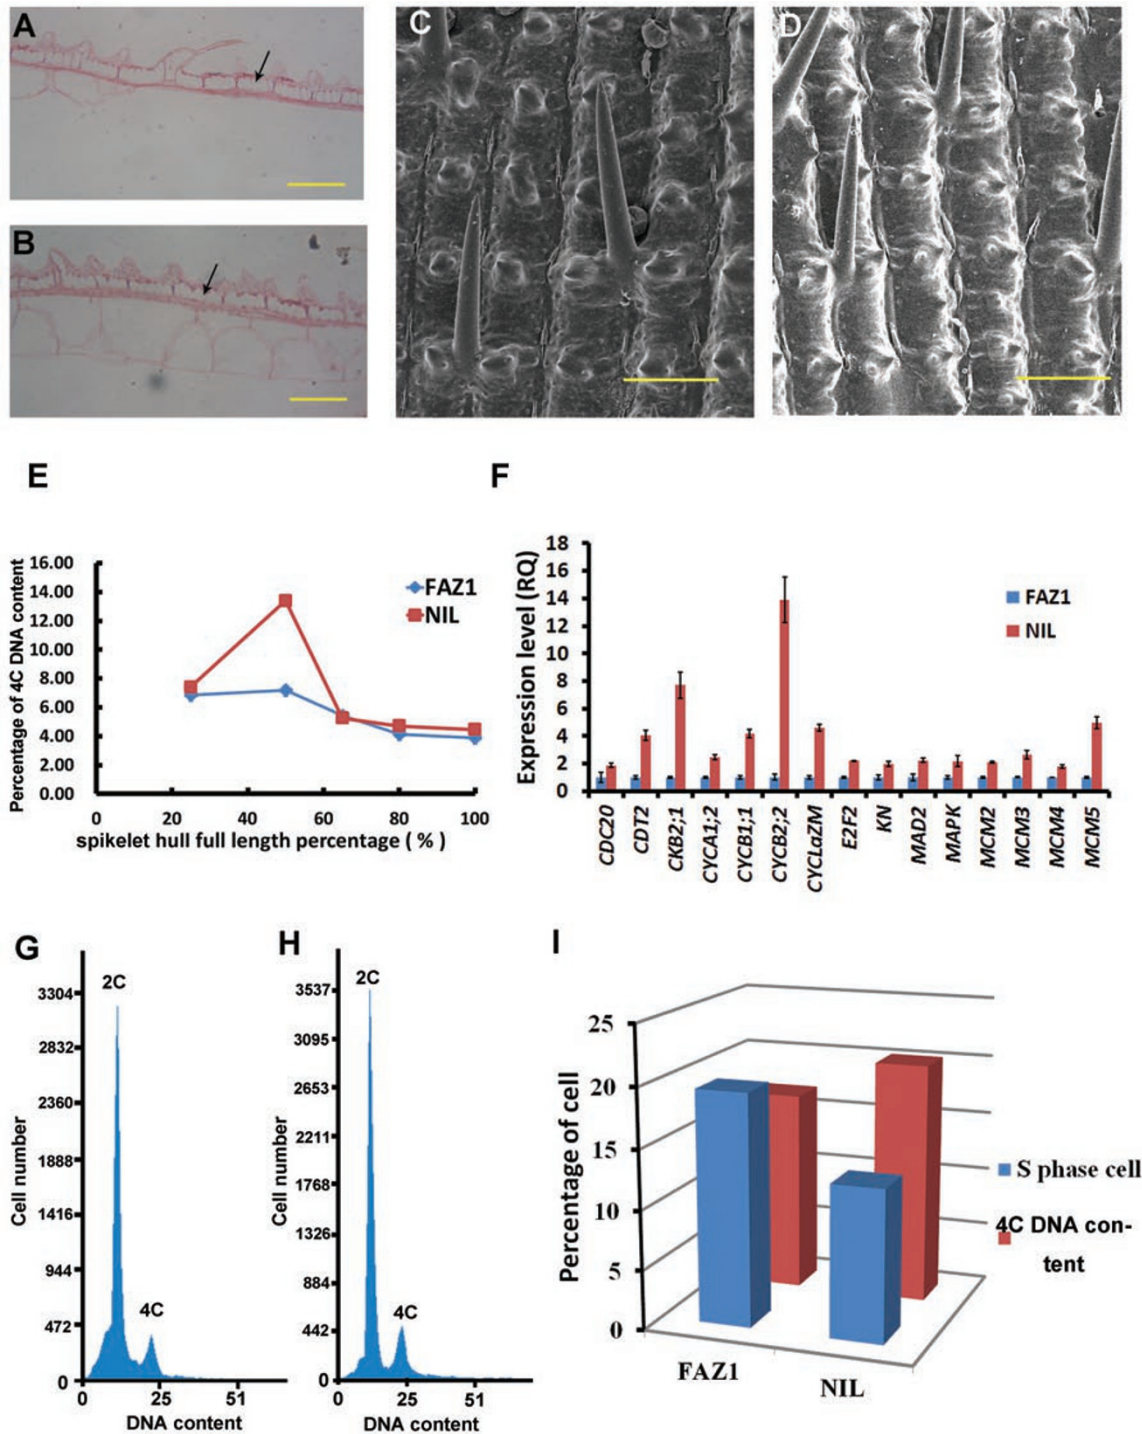 A
B
C
D
E
Percentage of 4C DNA content
16.00
14.00
12.00
10.00
8.00
6.00
4.00
2.00
0.00
0 20 40 60 80 100
spikelet hull full length percentage ( % )
FAZ1
NIL
F
Expression level (RQ)
18
16
14
12
10
8
6
4
2
0
FAZ1
NIL
CDC20
CDT2
CKB2;1
CYCA1;2
CYCB1;1
CYCB2;2
CYCLaZM
E2F2
KN
MAD2
MAPK
MCM2
MCM3
MCM4
MCM5
G
Cell number
3304
2832
2360
1888
1416
944
472
0
2C
4C
0 25 51
DNA content
H
Cell number
3537
3095
2653
2211
1768
1326
884
442
0
2C
4C
0 25 51
DNA content
I
Percentage of cell
25
20
15
10
5
0
FAZ1
NIL
S phase cell
4C DNA con-
tent